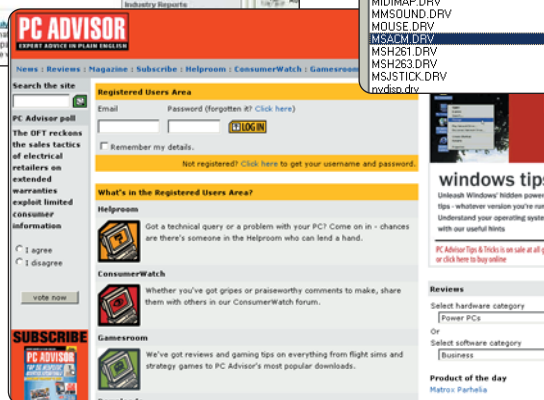 Industry Reports
PC ADVISOR
EXPERT ADVICE IN PLAIN ENGLISH
News : Reviews : Magazine : Subscribe : Helproom : ConsumerWatch : Gamesroom
Search the site
PC Advisor poll
The OFT reckons
the sales tactics
of electrical
retailers on
extended
warranties
exploit limited
consumer
information
I agree
I disagree
vote now
SUBSCRIBE
PC ADVISOR
Registered Users Area
Email
Password (forgotten it? Click here)
LOG IN
Remember my details.
Not registered? Click here to get your username and password.
What's in the Registered Users Area?
Helproom
Got a technical query or a problem with your PC? Come on in - chances
are there's someone in the Helproom who can lend a hand.
ConsumerWatch
Whether you've got gripes or praiseworthy comments to make, share
them with others in our ConsumerWatch forum.
Gamesroom
We've got reviews and gaming tips on everything from flight sims and
strategy games to PC Advisor's most popular downloads.
MIDIMAP.DRV
MMSOUND.DRV
MOUSE.DRV
MSACM.DRV
MSH261.DRV
MSH263.DRV
MSJSTICK.DRV
nvdisp.drv
windows tips
Unleash Windows' hidden power
tips - whatever version you're run
Understand your operating syste
with our useful hints
PC Advisor Tips & Tricks is on sale at all g
or click here to buy online
Reviews
Select hardware category
Power PCs
Or
Select software category
Business
Product of the day
Matrox Parhelia